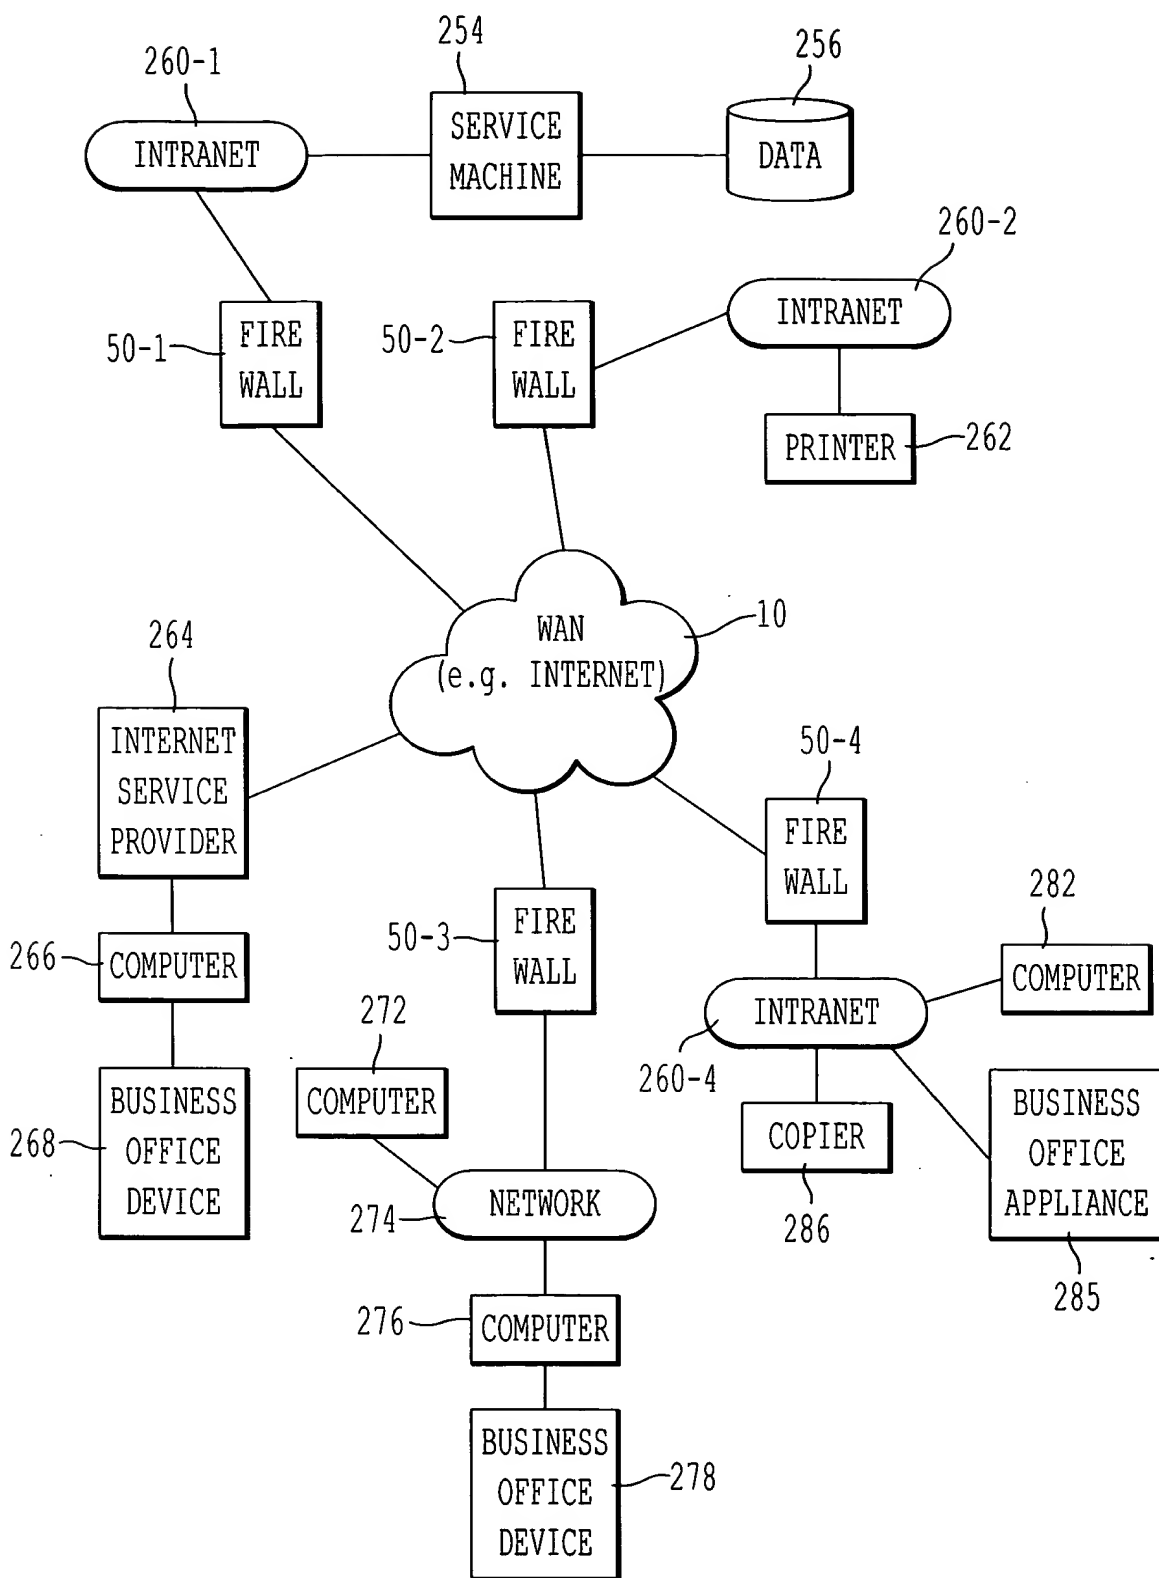 254
256
260-1
INTRANET
SERVICE
MACHINE
DATA
260-2
INTRANET
50-1
FIRE
WALL
50-2
FIRE
WALL
PRINTER
262
WAN
(e.g. INTERNET)
10
264
INTERNET
SERVICE
PROVIDER
50-4
FIRE
WALL
266
COMPUTER
50-3
FIRE
WALL
282
COMPUTER
INTRANET
260-4
272
COMPUTER
268
BUSINESS
OFFICE
DEVICE
COPIER
286
BUSINESS
OFFICE
APPLIANCE
285
NETWORK
274
276
COMPUTER
BUSINESS
OFFICE
DEVICE
278